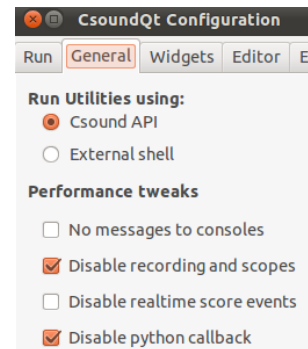 CsoundQt Configuration
Run General Widgets Editor
Run Utilities using:
Csound API
External shell
Performance tweaks
No messages to consoles
Disable recording and scopes
Disable realtime score events
Disable python callback